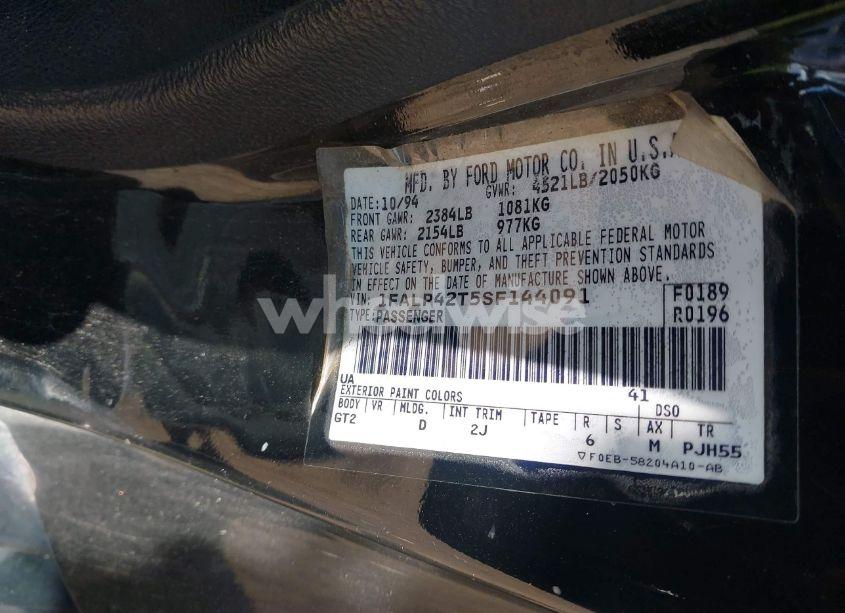 MFD. BY FORD MOTOR CO. IN U.S.A
DATE: 10/94 GVWR: 4521LB/2050KG
FRONT GAWR: 2384LB 1081KG
REAR GAWR: 2154LB 977KG
THIS VEHICLE CONFORMS TO ALL APPLICABLE FEDERAL MOTOR
VEHICLE SAFETY, BUMPER, AND THEFT PREVENTION STANDARDS
IN EFFECT ON THE DATE OF MANUFACTURE SHOWN ABOVE.
VIN: 1FALP42T5SF144091 F0189
TYPE: PASSENGER R0196
UA 41
EXTERIOR PAINT COLORS DSO
BODY VR MLDG. INT TRIM TAPE R S AX TR
GT2 D 2J 6 M PJH55
▽ F0EB-58204A10-AB